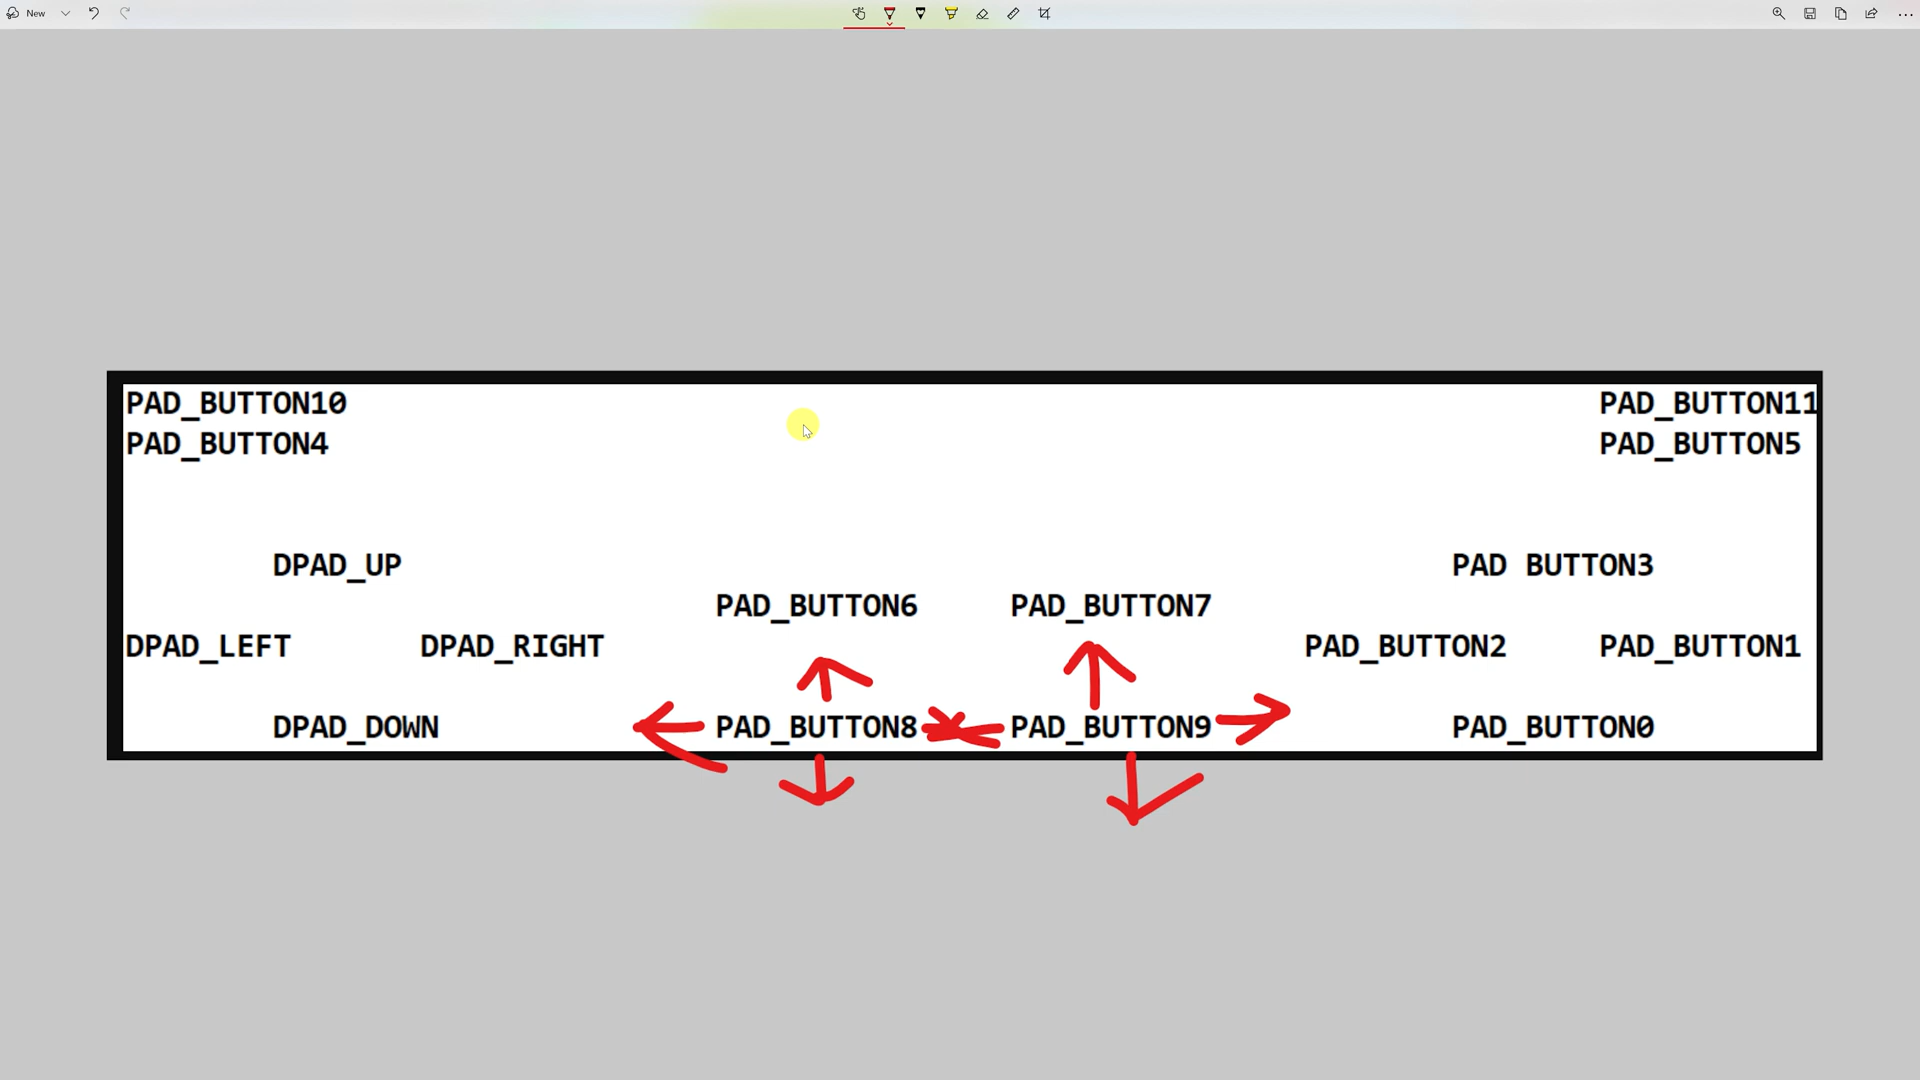 New
PAD_BUTTON10 PAD_BUTTON11
PAD_BUTTON4 PAD_BUTTON5
DPAD_UP PAD BUTTON3
PAD_BUTTON6 PAD_BUTTON7
DPAD_LEFT DPAD_RIGHT PAD_BUTTON2 PAD_BUTTON1
DPAD_DOWN PAD_BUTTON8 PAD_BUTTON9 PAD_BUTTON0